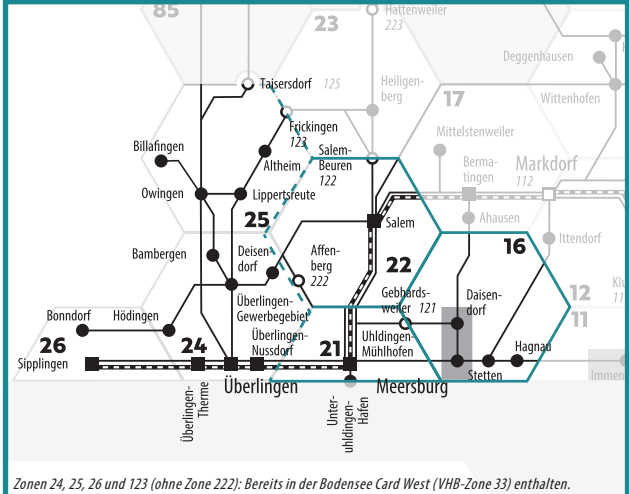 85
Hattenweiler
223
23
Deggenhausen
Taisersdorf 125
Heiligen-
berg
17
Wittenhofen
Frickingen
123
Mittelstenweiler
Billafingen
Salem-
Beuren
122
Altheim
Berma-
tingen
Markdorf
112
Owingen
Lippertsreute
25
Salem
Ahausen
16
Ittendorf
Bambergen
Deisen-
dorf
Affen-
berg
222
22
Überlingen-
Gewerbegebiet
Gebhards-
weiler 121
Daisen-
dorf
12
11
Bonndorf
Hödingen
Überlingen-
Nussdorf
21
Uhldingen-
Mühlhofen
Hagnau
26
Sipplingen
24
Stetten
Immen
Überlingen
Meersburg
Überlingen-
Therme
Unter-
uhldingen-
Hafen
Zonen 24, 25, 26 und 123 (ohne Zone 222): Bereits in der Bodensee Card West (VHB-Zone 33) enthalten.